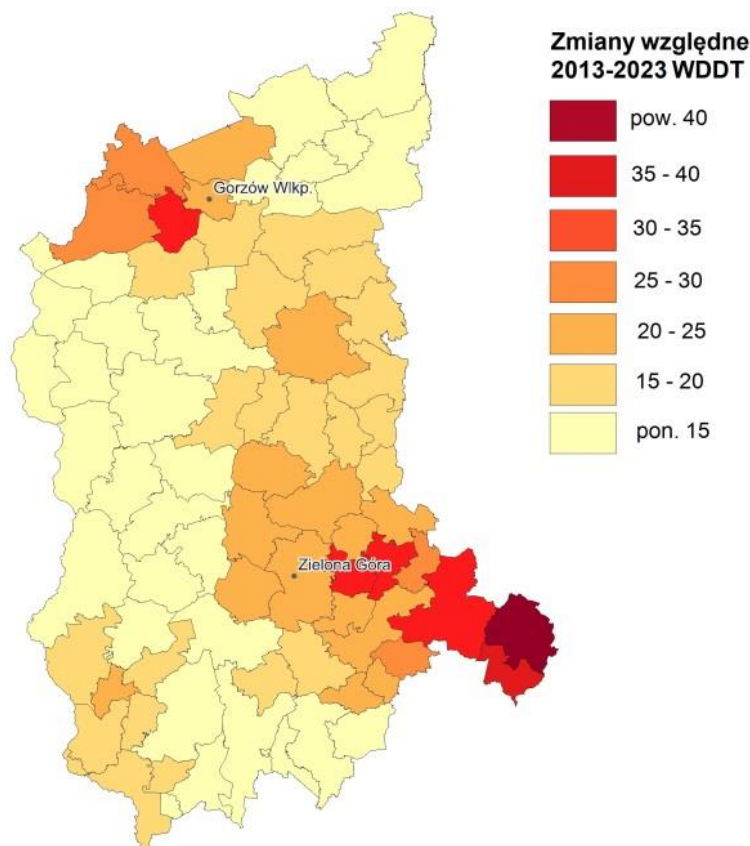 Zmiany względne
2013-2023 WDDT
pow. 40
35 - 40
30 - 35
25 - 30
20 - 25
15 - 20
pon. 15
Gorzów Wlkp.
Zielona Góra